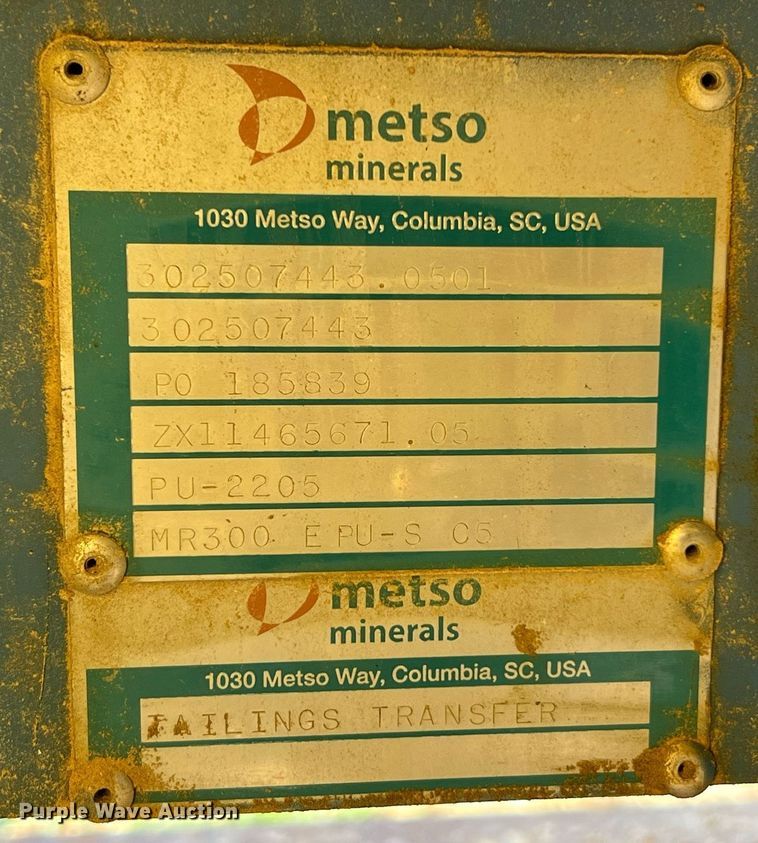 metso
minerals
1030 Metso Way, Columbia, SC, USA
302507443.0501
302507443
PO 185839
ZX11465671.05
PU-2205
MR300 EPU-S C5
metso
minerals
1030 Metso Way, Columbia, SC, USA
TAILINGS TRANSFER
Purple Wave Auction